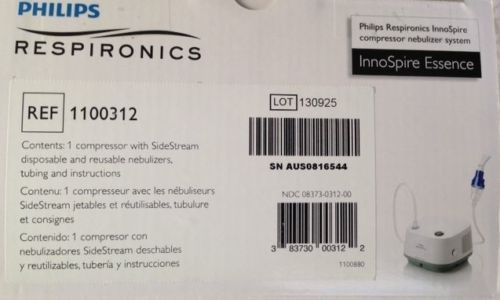 PHILIPS
RESPIRONICS
Philips Respironics InnoSpire
compressor nebulizer system
InnoSpire Essence
REF 1100312
LOT 130925
Contents: 1 compressor with SideStream
disposable and reusable nebulizers,
tubing and instructions
SN AUS0816544
Contenu: 1 compresseur avec les nébuliseurs
SideStream jetables et réutilisables, tubulure
et consignes
NDC 08373-0312-00
Contenido: 1 compresor con
nebulizadores SideStream deschables
y reutilizables, tubería y instrucciones
3 83730 00312 2
1100880